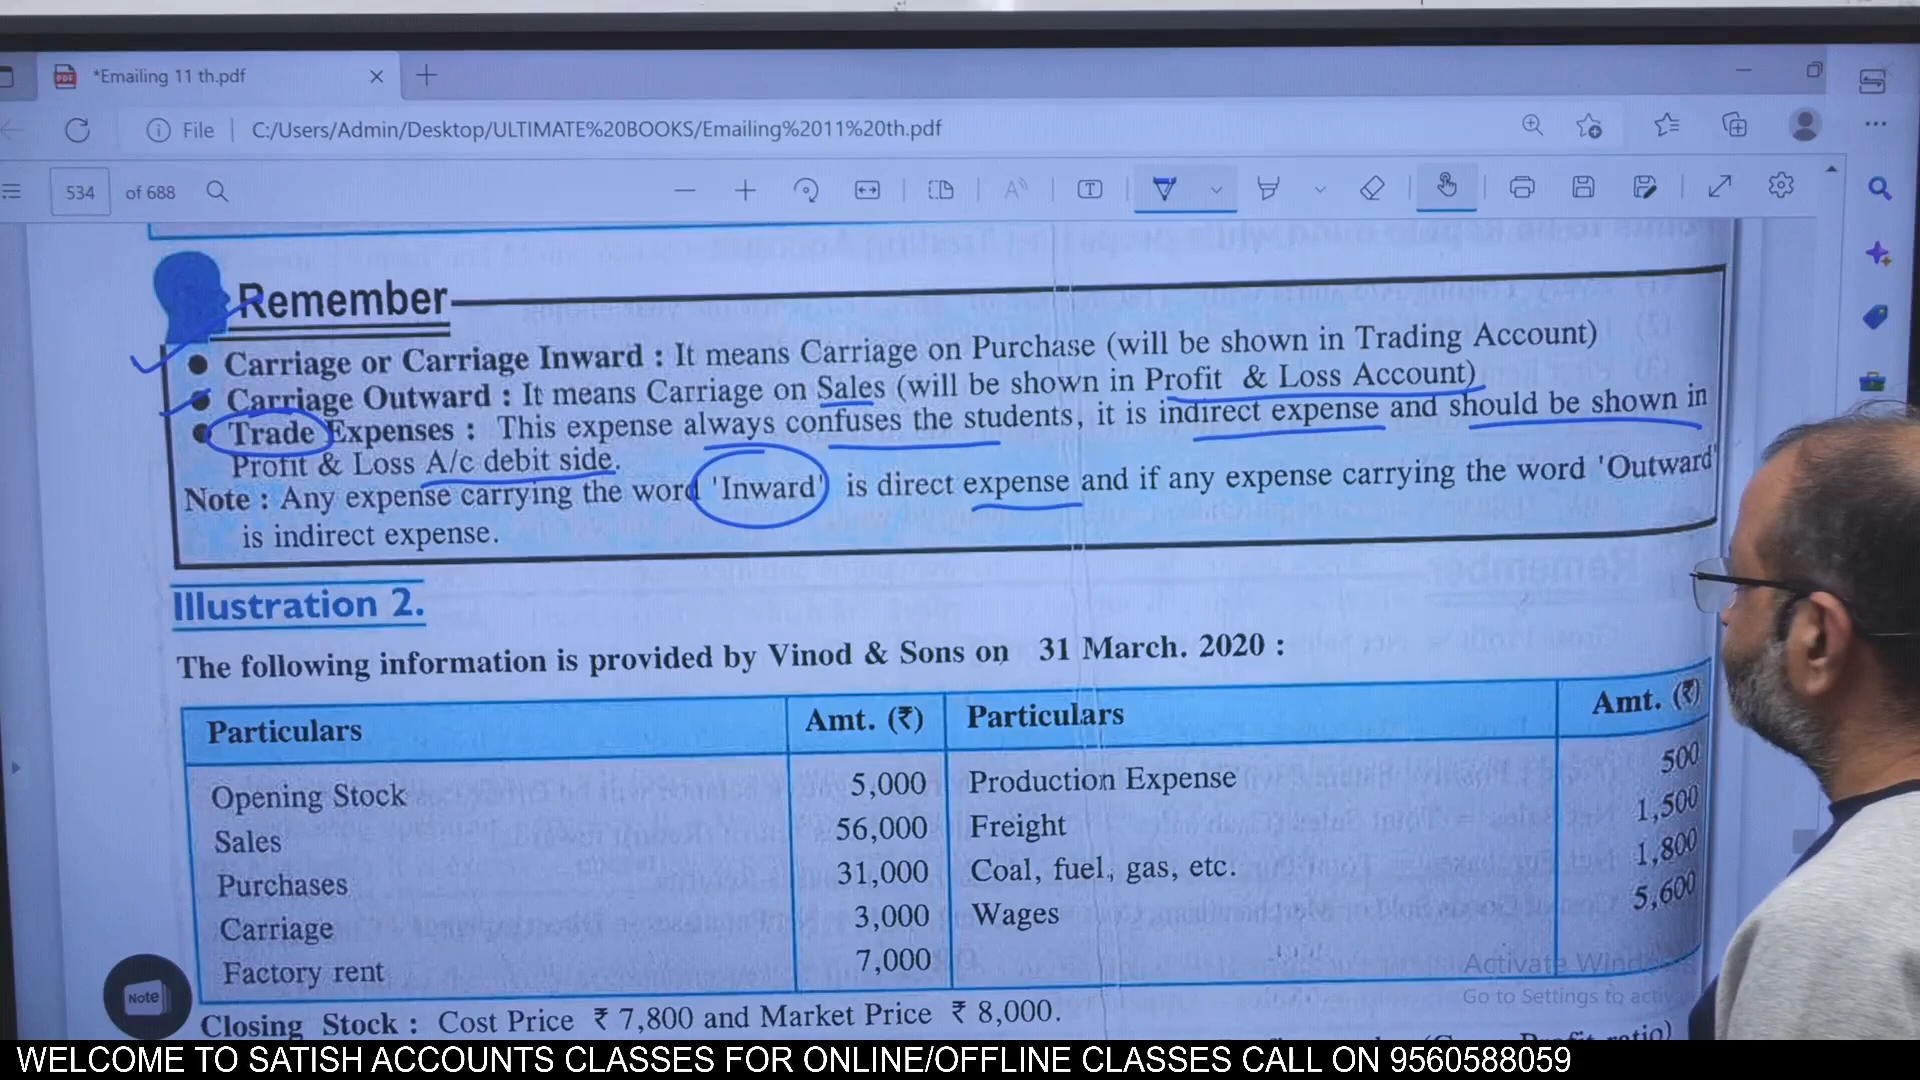 *Emailing 11 th.pdf
File C:/Users/Admin/Desktop/ULTIMATE%20BOOKS/Emailing%2011%20th.pdf
534 of 688
Remember
● Carriage or Carriage Inward : It means Carriage on Purchase (will be shown in Trading Account)
● Carriage Outward : It means Carriage on Sales (will be shown in Profit & Loss Account)
● Trade Expenses : This expense always confuses the students, it is indirect expense and should be shown in
Profit & Loss A/c debit side.
Note : Any expense carrying the word 'Inward' is direct expense and if any expense carrying the word 'Outward'
is indirect expense.
Illustration 2.
The following information is provided by Vinod & Sons on 31 March. 2020 :
Particulars Amt. (₹) Particulars Amt. (₹)
Opening Stock 5,000 Production Expense 500
Sales 56,000 Freight 1,500
Purchases 31,000 Coal, fuel, gas, etc. 1,800
Carriage 3,000 Wages 5,600
Factory rent 7,000
Closing Stock : Cost Price ₹ 7,800 and Market Price ₹ 8,000.
Note
Go to Settings to
WELCOME TO SATISH ACCOUNTS CLASSES FOR ONLINE/OFFLINE CLASSES CALL ON 9560588059